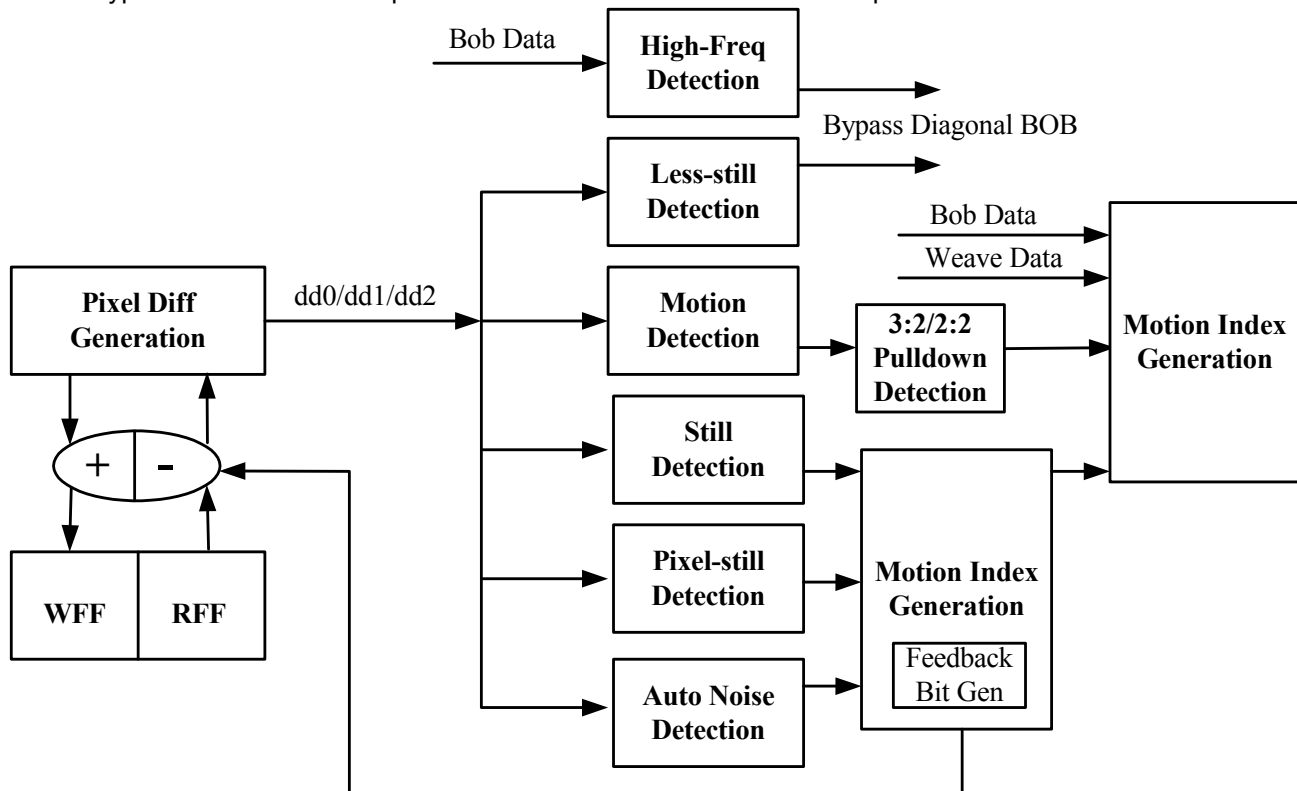 Bob Data
High-Freq
Detection
Bypass Diagonal BOB
Less-still
Detection
Bob Data
Weave Data
Pixel Diff
Generation
dd0/dd1/dd2
Motion
Detection
3:2/2:2
Pulldown
Detection
Motion Index
Generation
+ -
Still
Detection
WFF RFF
Pixel-still
Detection
Motion Index
Generation
Feedback
Bit Gen
Auto Noise
Detection